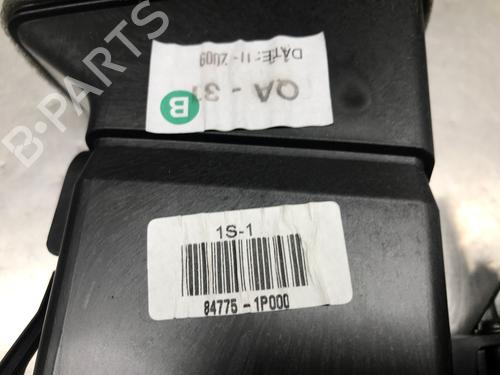 DATE: 11- 2009
QA - 31
B
1S-1
84775 - 1P000
B-PARTS